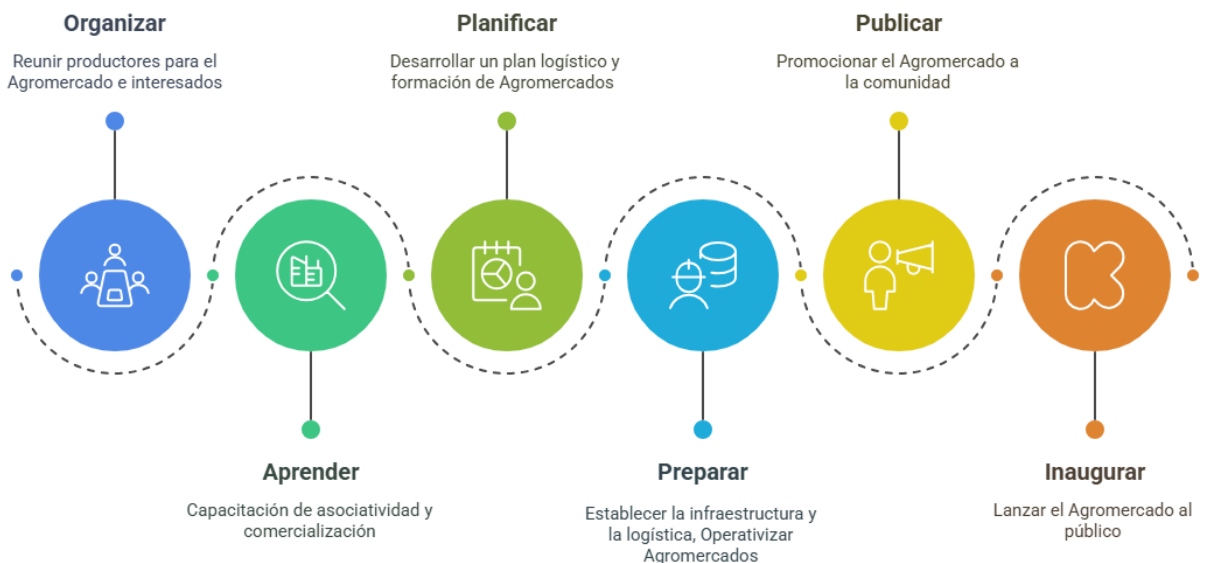 Organizar
Reunir productores para el
Agromercado e interesados
Aprender
Capacitación de asociatividad y
comercialización
Planificar
Desarrollar un plan logístico y
formación de Agromercados
Preparar
Establecer la infraestructura y
la logística, Operativizar
Agromercados
Publicar
Promocionar el Agromercado a
la comunidad
Inaugurar
Lanzar el Agromercado al
público